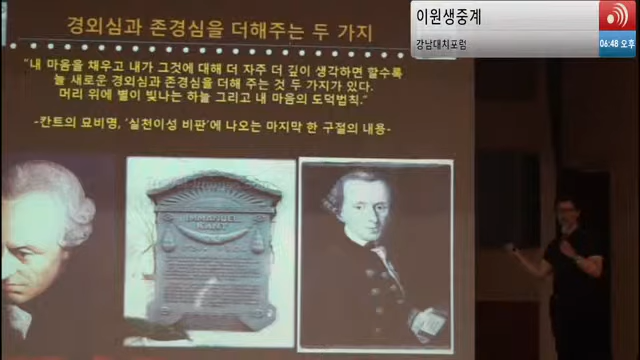 경외심과 존경심을 더해주는 두 가지
"내 마음을 채우고 내가 그것에 대해 더 자주 더 깊이 생각하면 할수록
늘 새로운 경외심과 존경심을 더해 주는 것 두 가지가 있다.
머리 위에 별이 빛나는 하늘 그리고 내 마음의 도덕법칙."
-칸트의 묘비명, '실천이성 비판'에 나오는 마지막 한 구절의 내용-
IMMANUEL
KANT
이원생중계
강남대치포럼
06:48 오후